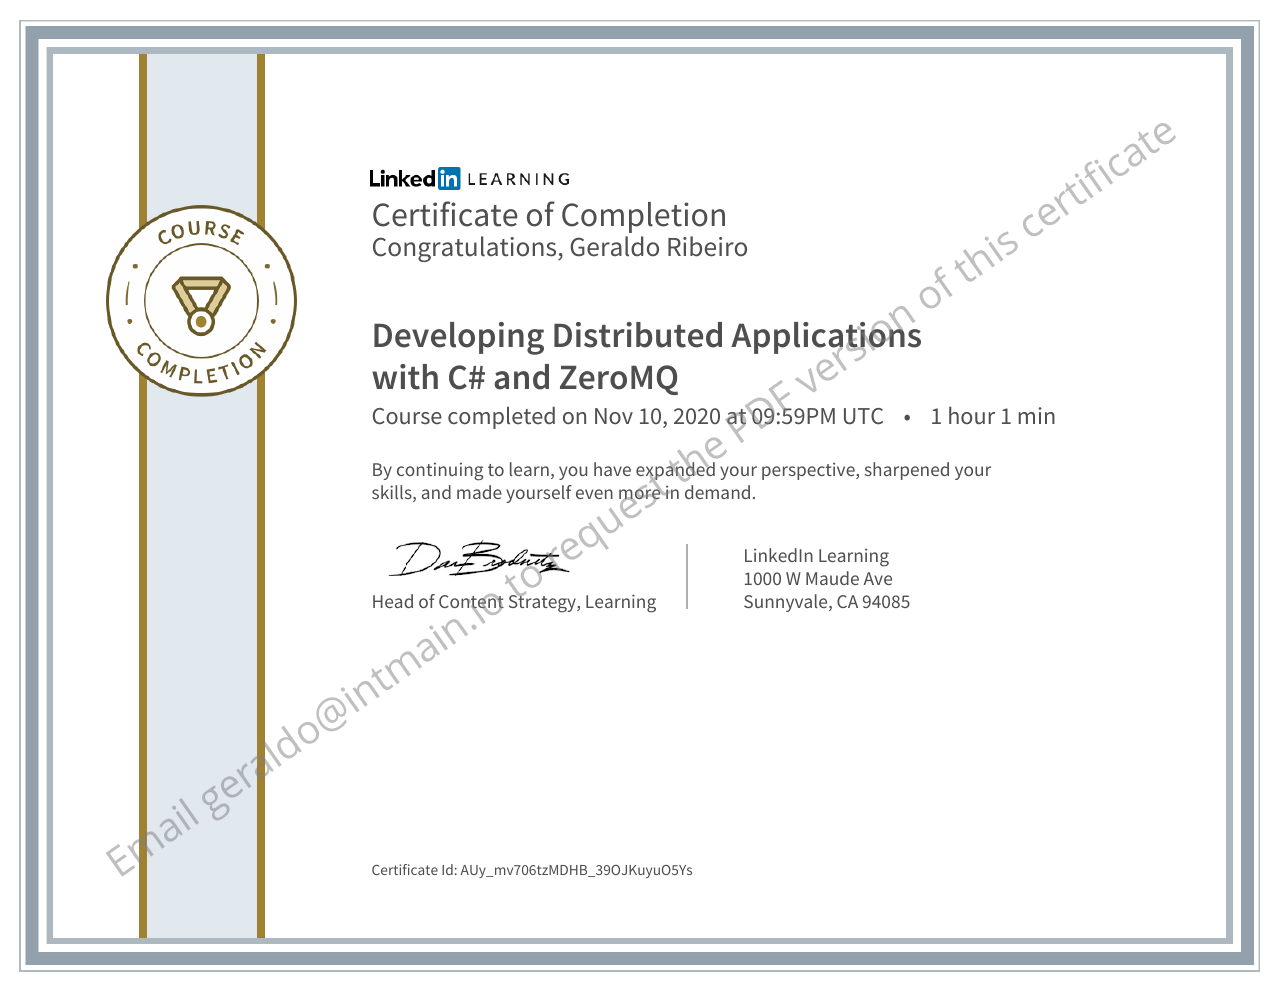 LinkedIn LEARNING
Certificate of Completion
Congratulations, Geraldo Ribeiro
COURSE
COMPLETION
Developing Distributed Applications
with C# and ZeroMQ
Course completed on Nov 10, 2020 at 09:59PM UTC • 1 hour 1 min
By continuing to learn, you have expanded your perspective, sharpened your
skills, and made yourself even more in demand.
Head of Content Strategy, Learning
LinkedIn Learning
1000 W Maude Ave
Sunnyvale, CA 94085
Certificate Id: AUy_mv706tzMDHB_39OJKuyuO5Ys
Email geraldo@intmain.io to request the PDF version of this certificate